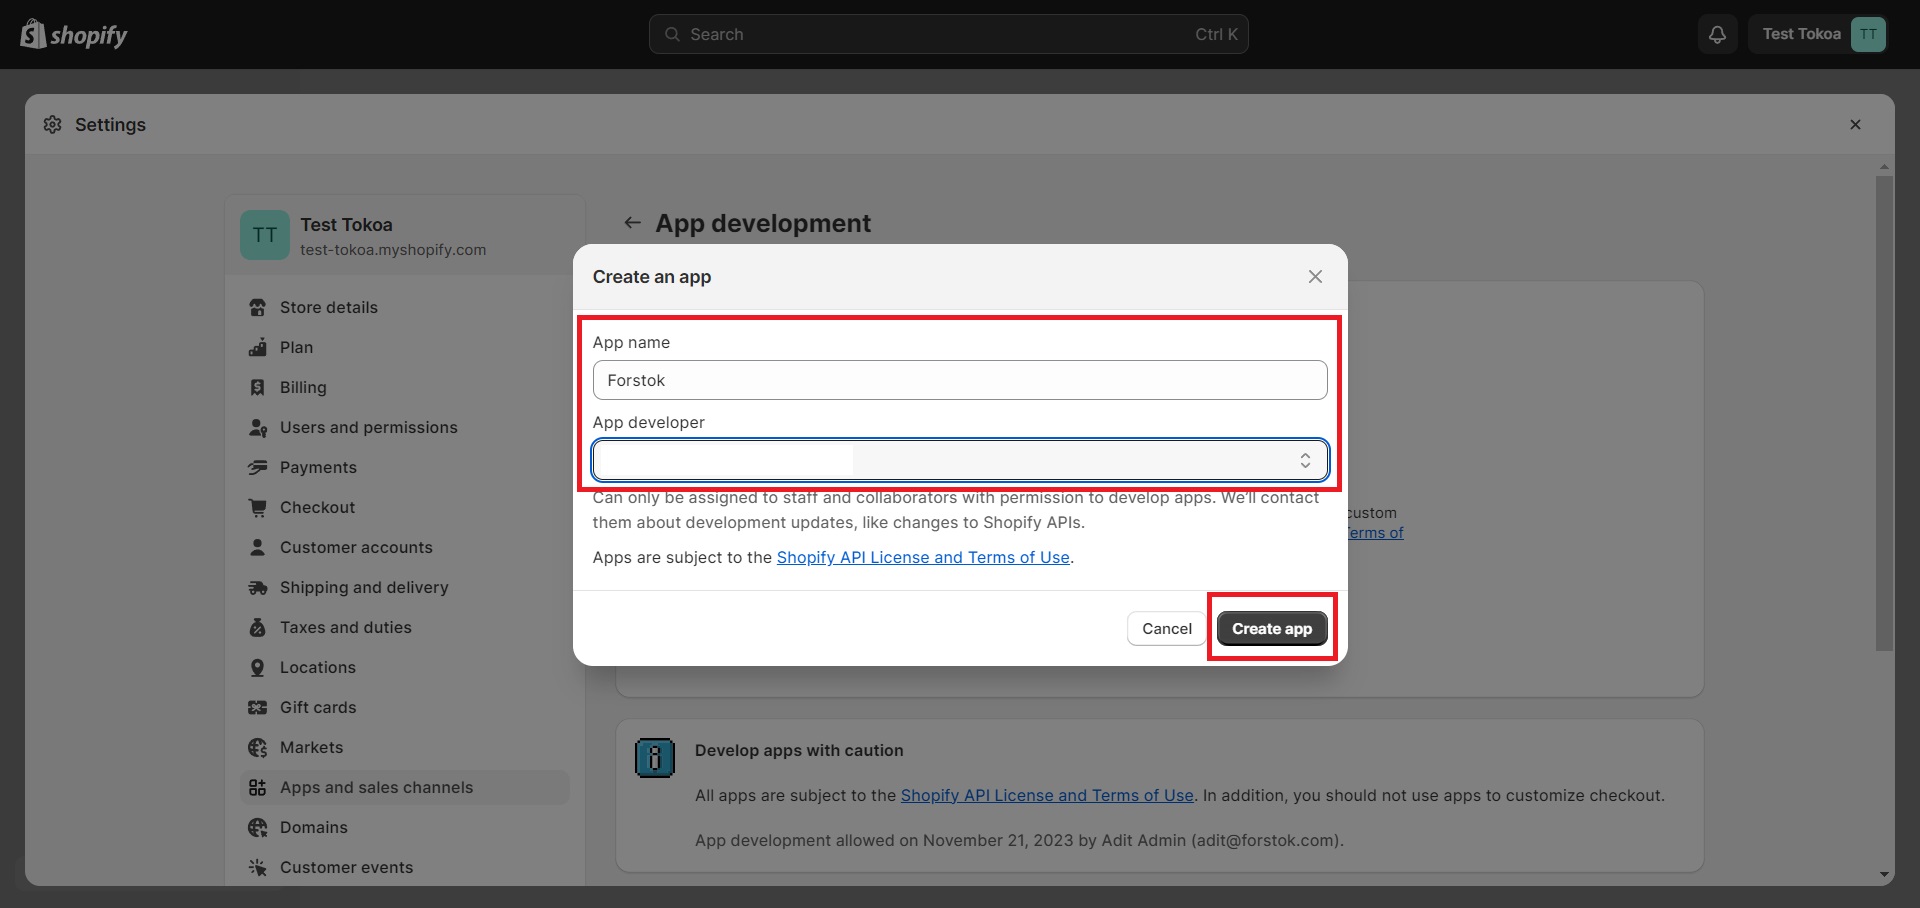 shopify
Search
Ctrl K
Test Tokoa
TT
Settings
TT
Test Tokoa
test-tokoa.myshopify.com
Store details
Plan
Billing
Users and permissions
Payments
Checkout
Customer accounts
Shipping and delivery
Taxes and duties
Locations
Gift cards
Markets
Apps and sales channels
Domains
Customer events
App development
Create an app
App name
Forstok
App developer
Can only be assigned to staff and collaborators with permission to develop apps. We'll contact
them about development updates, like changes to Shopify APIs.
Apps are subject to the Shopify API License and Terms of Use.
Cancel
Create app
custom
Terms of
Develop apps with caution
All apps are subject to the Shopify API License and Terms of Use. In addition, you should not use apps to customize checkout.
App development allowed on November 21, 2023 by Adit Admin (adit@forstok.com).